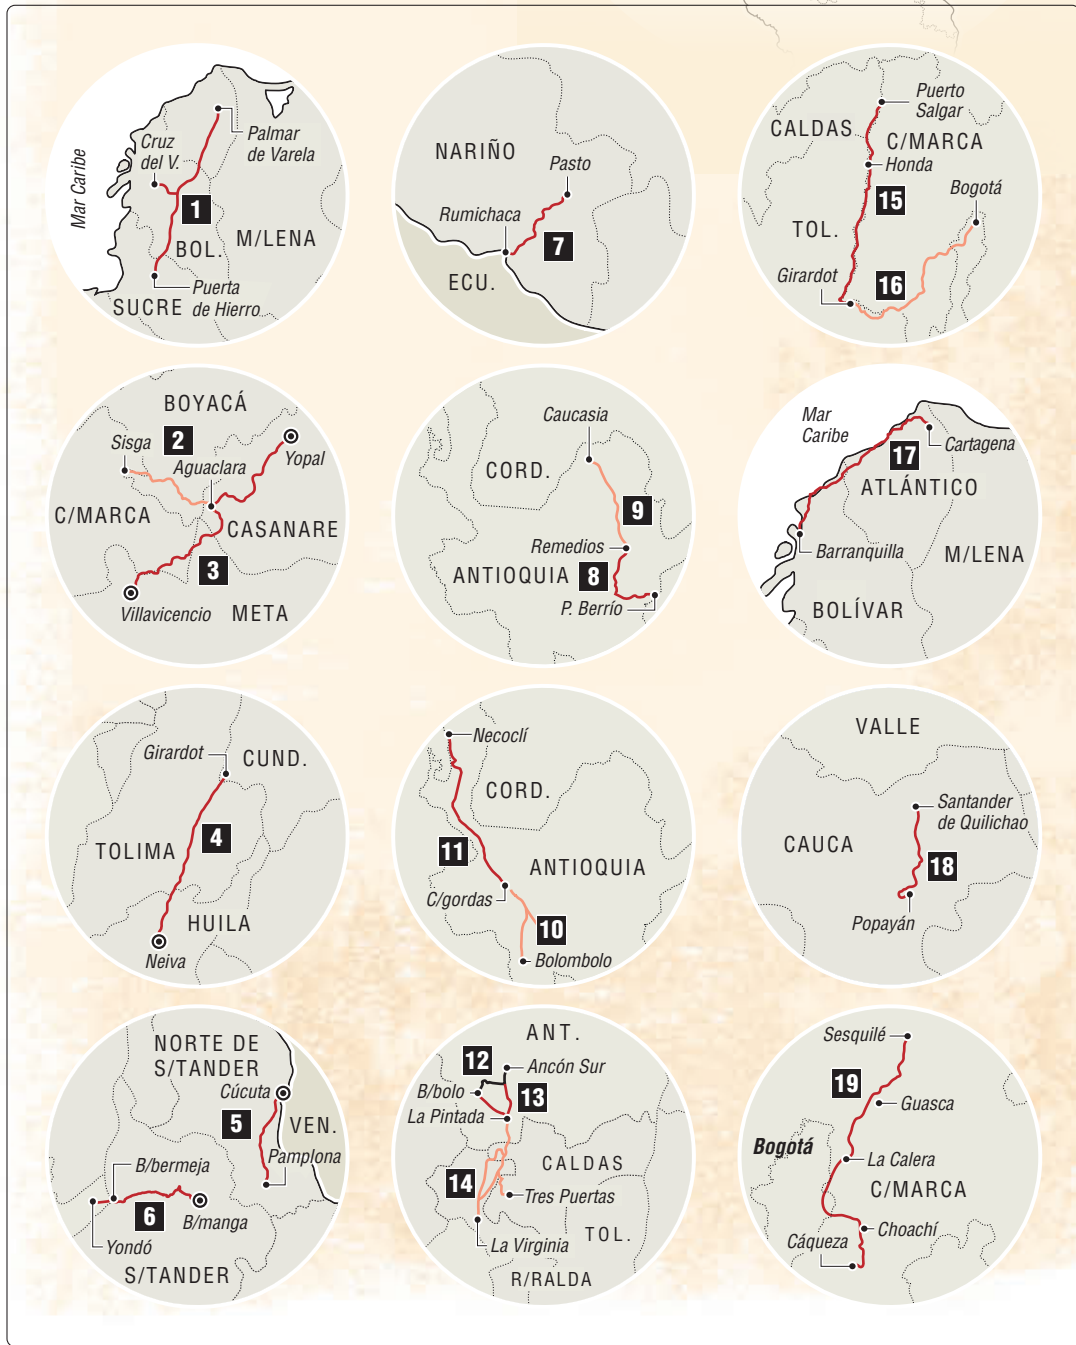 Mar Caribe
Cruz
del V.
Palmar
de Varela
1
BOL.
M/LENA
Puerta
de Hierro
SUCRE
NARIÑO
Pasto
Rumichaca
7
ECU.
Puerto
Salgar
CALDAS
C/MARCA
Honda
15
Bogotá
TOL.
Girardot
16
BOYACÁ
Sisga
2
Aguaclara
Yopal
C/MARCA
CASANARE
3
Villavicencio
META
Caucasia
CORD.
9
Remedios
ANTIOQUIA
8
P. Berrío
Mar
Caribe
Cartagena
17
ATLÁNTICO
Barranquilla
M/LENA
BOLÍVAR
Girardot
CUND.
TOLIMA
4
HUILA
Neiva
Necoclí
CORD.
11
ANTIOQUIA
C/gordas
10
Bolombolo
VALLE
Santander
de Quilichao
CAUCA
18
Popayán
NORTE DE
S/TANDER
Cúcuta
5
VEN.
Pamplona
B/bermeja
6
B/manga
Yondó
S/TANDER
ANT.
12
Ancón Sur
B/bolo
13
La Pintada
CALDAS
14
Tres Puertas
TOL.
La Virginia
R/RALDA
Sesquilé
19
Guasca
Bogotá
La Calera
C/MARCA
Choachí
Cáqueza